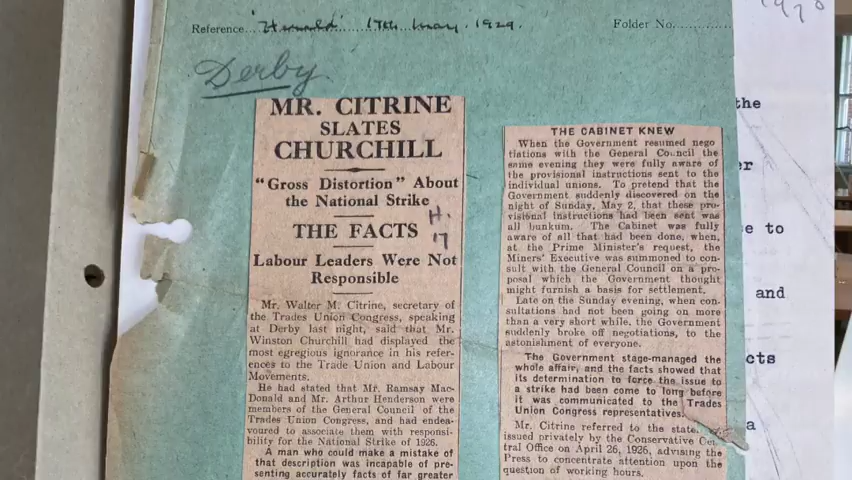 Reference... 'Herald' 17th May. 1929. Folder No.
Derby
MR. CITRINE
SLATES
CHURCHILL
"Gross Distortion" About
the National Strike
H.
17
THE FACTS
Labour Leaders Were Not
Responsible
Mr. Walter M. Citrine, secretary of
the Trades Union Congress, speaking
at Derby last night, said that Mr.
Winston Churchill had displayed the
most egregious ignorance in his refer-
ences to the Trade Union and Labour
Movements.
He had stated that Mr. Ramsay Mac-
Donald and Mr. Arthur Henderson were
members of the General Council of the
Trades Union Congress, and had endea-
voured to associate them with responsi-
bility for the National Strike of 1926.
A man who could make a mistake of
that description was incapable of pre-
senting accurately facts of far greater
THE CABINET KNEW
When the Government resumed nego
tiations with the General Council the
same evening they were fully aware of
the provisional instructions sent to the
individual unions. To pretend that the
Government suddenly discovered on the
night of Sunday, May 2, that these pro-
visional instructions had been sent was
all bunkum. The Cabinet was fully
aware of all that had been done, when,
at the Prime Minister's request, the
Miners' Executive was summoned to con-
sult with the General Council on a pro-
posal which the Government thought
might furnish a basis for settlement.
Late on the Sunday evening, when con-
sultations had not been going on more
than a very short while, the Government
suddenly broke off negotiations, to the
astonishment of everyone.
The Government stage-managed the
whole affair, and the facts showed that
its determination to force the issue to
a strike had been come to long before
it was communicated to the Trades
Union Congress representatives.
Mr. Citrine referred to the state
issued privately by the Conservative Cen
tral Office on April 26, 1926, advising the
Press to concentrate attention upon the
question of working hours.
the
r
e to
and
cts
a